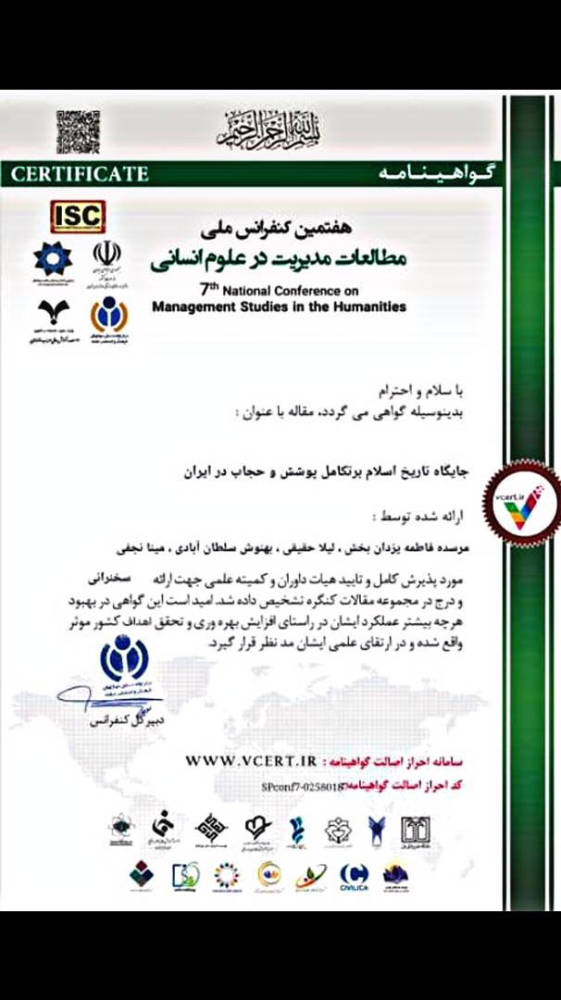 بسم الله الرحمن الرحیم
CERTIFICATE
گواهینامه
ISC
هفتمین کنفرانس ملی
مطالعات مدیریت در علوم انسانی
7th National Conference on
Management Studies in the Humanities
با سلام و احترام
بدینوسیله گواهی می گردد، مقاله با عنوان :
جایگاه تاریخ اسلام برتکامل پوشش و حجاب در ایران
vcert.ir
ارائه شده توسط :
مرسده فاطمه یزدان بخش ، لیلا حقیقی ، بهنوش سلطان آبادی ، مینا نجفی
مورد پذیرش کامل و تایید هیات داوران و کمیته علمی جهت ارائه سخنرانی
و درج در مجموعه مقالات کنگره تشخیص داده شد. امید است این گواهی در بهبود
هرچه بیشتر عملکرد ایشان در راستای افزایش بهره وری و تحقق اهداف کشور موثر
واقع شده و در ارتقای علمی ایشان مد نظر قرار گیرد.
دبیر کل کنفرانس
سامانه احراز اصالت گواهینامه : WWW.VCERT.IR
کد احراز اصالت گواهینامه SPconf7-02580187
CIVILICA